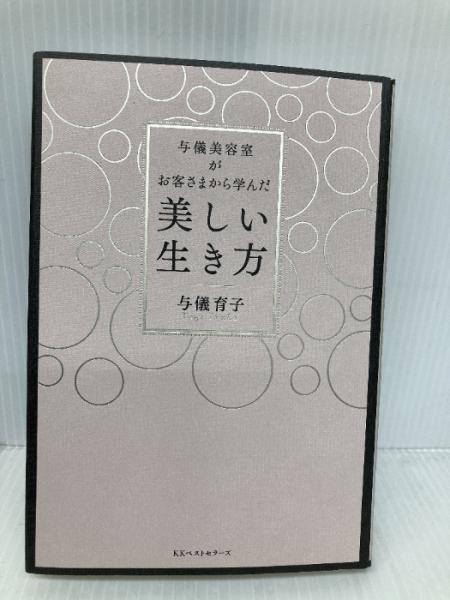 与儀美容室
が
お客さまから学んだ
美しい
生き方
与儀育子
KKベストセラーズ